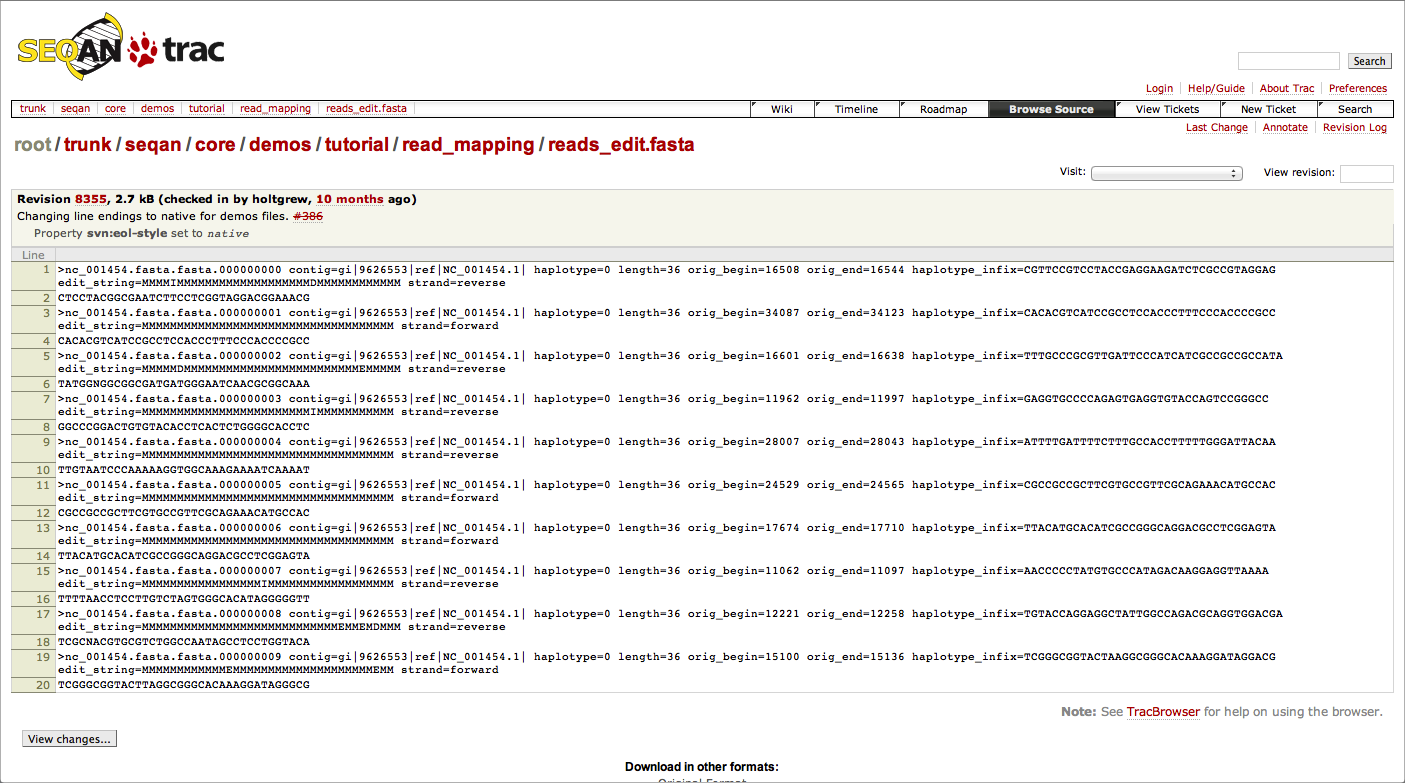 SEQAN trac
Search
Login Help/Guide About Trac Preferences
trunk seqan core demos tutorial read_mapping reads_edit.fasta Wiki Timeline Roadmap Browse Source View Tickets New Ticket Search
Last Change Annotate Revision Log
root/trunk/seqan/core/demos/tutorial/read_mapping/reads_edit.fasta
Visit: View revision:
Revision 8355, 2.7 kB (checked in by holtgrew, 10 months ago)
Changing line endings to native for demos files. #386
Property svn:eol-style set to native
Line
1 >nc_001454.fasta.fasta.000000000 contig=gi|9626553|ref|NC_001454.1| haplotype=0 length=36 orig_begin=16508 orig_end=16544 haplotype_infix=CGTTCCGTCCTACCGAGGAAGATCTCGCCGTAGGAG
edit_string=MMMMIMMMMMMMMMMMMMMMMMMMDMMMMMMMMMMMM strand=reverse
2 CTCCTACGGCGAATCTTCCTCGGTAGGACGGAAACG
3 >nc_001454.fasta.fasta.000000001 contig=gi|9626553|ref|NC_001454.1| haplotype=0 length=36 orig_begin=34087 orig_end=34123 haplotype_infix=CACACGTCATCCGCCTCCACCCTTTCCCACCCCGCC
edit_string=MMMMMMMMMMMMMMMMMMMMMMMMMMMMMMMMMMMM strand=forward
4 CACACGTCATCCGCCTCCACCCTTTCCCACCCCGCC
5 >nc_001454.fasta.fasta.000000002 contig=gi|9626553|ref|NC_001454.1| haplotype=0 length=36 orig_begin=16601 orig_end=16638 haplotype_infix=TTTGCCCGCGTTGATTCCCATCATCGCCGCCGCCATA
edit_string=MMMMMDMMMMMMMMMMMMMMMMMMMMMMMMMEMMMMM strand=reverse
6 TATGGNGGCGGCGATGATGGGAATCAACGCGGCAAA
7 >nc_001454.fasta.fasta.000000003 contig=gi|9626553|ref|NC_001454.1| haplotype=0 length=36 orig_begin=11962 orig_end=11997 haplotype_infix=GAGGTGCCCCAGAGTGAGGTGTACCAGTCCGGGCC
edit_string=MMMMMMMMMMMMMMMMMMMMMMMMIMMMMMMMMMMM strand=reverse
8 GGCCCGGACTGTGTACACCTCACTCTGGGGCACCTC
9 >nc_001454.fasta.fasta.000000004 contig=gi|9626553|ref|NC_001454.1| haplotype=0 length=36 orig_begin=28007 orig_end=28043 haplotype_infix=ATTTTGATTTTCTTTGCCACCTTTTTGGGATTACAA
edit_string=MMMMMMMMMMMMMMMMMMMMMMMMMMMMMMMMMMMM strand=reverse
10 TTGTAATCCCAAAAAGGTGGCAAAGAAAATCAAAAT
11 >nc_001454.fasta.fasta.000000005 contig=gi|9626553|ref|NC_001454.1| haplotype=0 length=36 orig_begin=24529 orig_end=24565 haplotype_infix=CGCCGCCGCTTCGTGCCGTTCGCAGAAACATGCCAC
edit_string=MMMMMMMMMMMMMMMMMMMMMMMMMMMMMMMMMMMM strand=forward
12 CGCCGCCGCTTCGTGCCGTTCGCAGAAACATGCCAC
13 >nc_001454.fasta.fasta.000000006 contig=gi|9626553|ref|NC_001454.1| haplotype=0 length=36 orig_begin=17674 orig_end=17710 haplotype_infix=TTACATGCACATCGCCGGGCAGGACGCCTCGGAGTA
edit_string=MMMMMMMMMMMMMMMMMMMMMMMMMMMMMMMMMMMM strand=forward
14 TTACATGCACATCGCCGGGCAGGACGCCTCGGAGTA
15 >nc_001454.fasta.fasta.000000007 contig=gi|9626553|ref|NC_001454.1| haplotype=0 length=36 orig_begin=11062 orig_end=11097 haplotype_infix=AACCCCCTATGTGCCCATAGACAAGGAGGTTAAAA
edit_string=MMMMMMMMMMMMMMMMMIMMMMMMMMMMMMMMMMMM strand=reverse
16 TTTTAACCTCCTTGTCTAGTGGGCACATAGGGGGTT
17 >nc_001454.fasta.fasta.000000008 contig=gi|9626553|ref|NC_001454.1| haplotype=0 length=36 orig_begin=12221 orig_end=12258 haplotype_infix=TGTACCAGGAGGCTATTGGCCAGACGCAGGTGGACGA
edit_string=MMMMMMMMMMMMMMMMMMMMMMMMMMMMEMMEMDMMM strand=reverse
18 TCGCNACGTGCGTCTGGCCAATAGCCTCCTGGTACA
19 >nc_001454.fasta.fasta.000000009 contig=gi|9626553|ref|NC_001454.1| haplotype=0 length=36 orig_begin=15100 orig_end=15136 haplotype_infix=TCGGGCGGTACTAAGGCGGGCACAAAGGATAGGACG
edit_string=MMMMMMMMMMMMEMMMMMMMMMMMMMMMMMMMMEMM strand=forward
20 TCGGGCGGTACTTAGGCGGGCACAAAGGATAGGGCG
Note: See TracBrowser for help on using the browser.
View changes...
Download in other formats:
Original Format